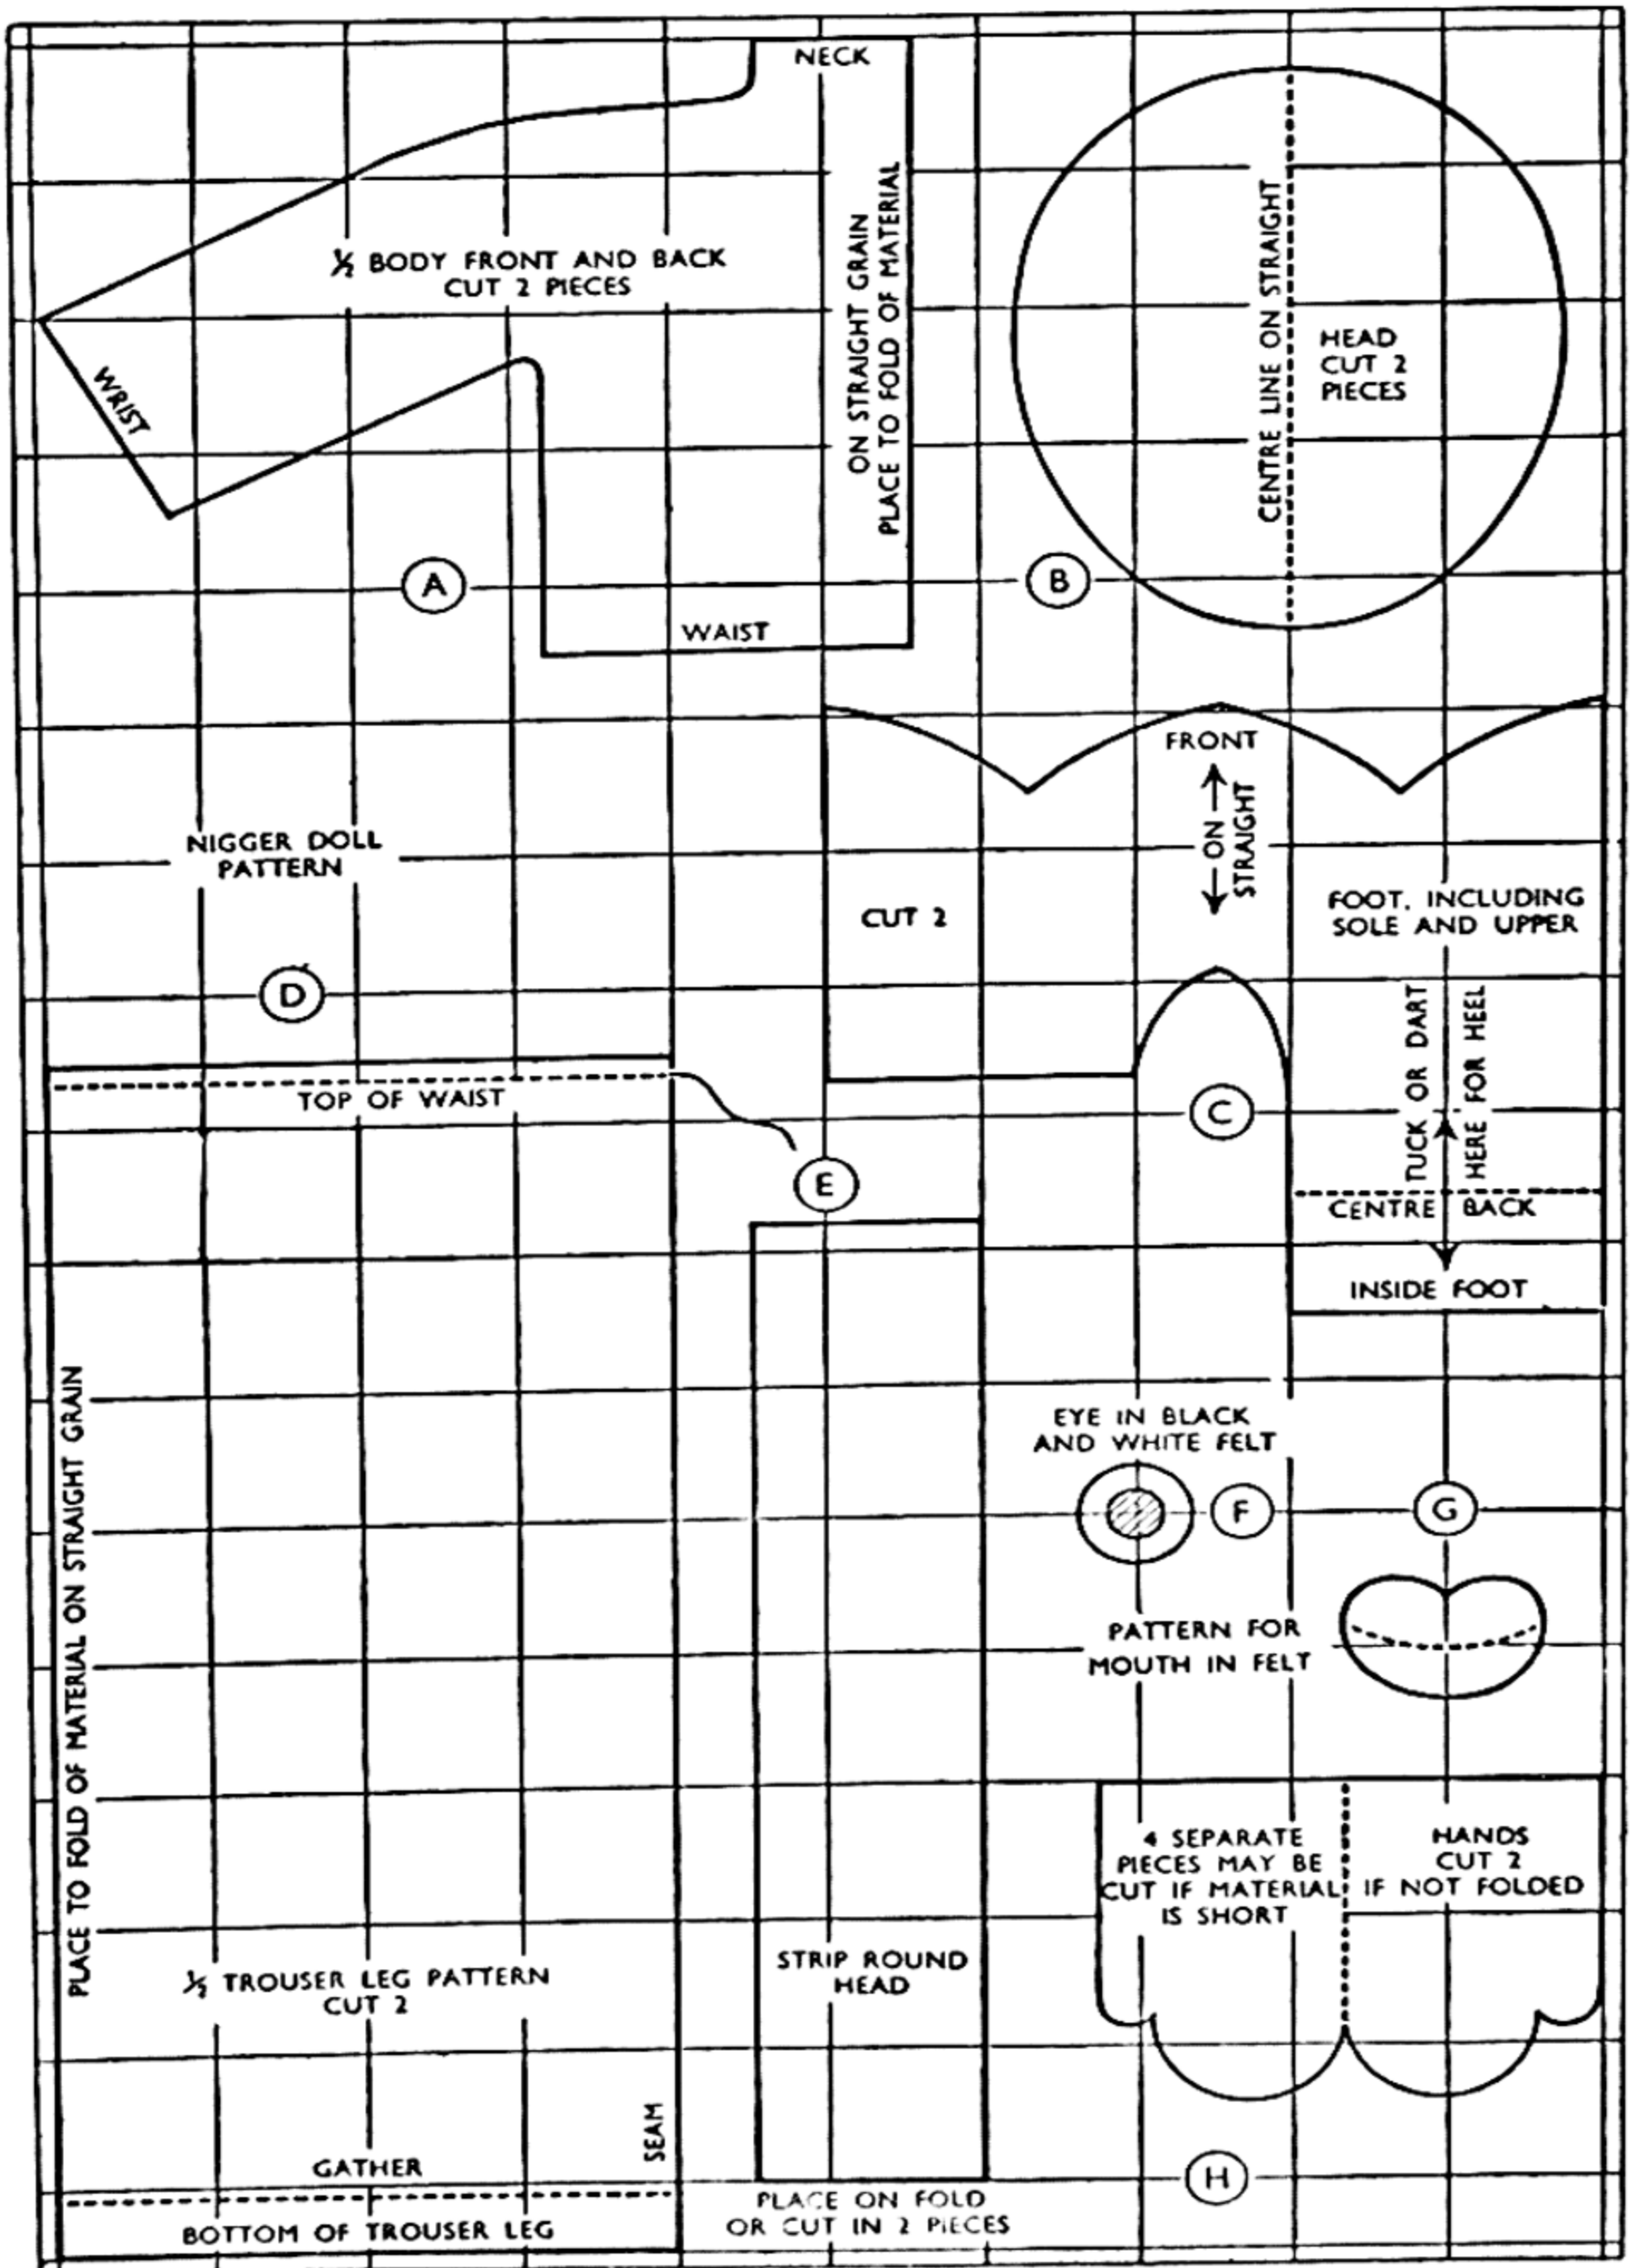 NECK
½ BODY FRONT AND BACK
CUT 2 PIECES
WRIST
ON STRAIGHT GRAIN
PLACE TO FOLD OF MATERIAL
WAIST
A
CENTRE LINE ON STRAIGHT
HEAD
CUT 2
PIECES
B
NIGGER DOLL
PATTERN
D
FRONT
ON
STRAIGHT
CUT 2
FOOT, INCLUDING
SOLE AND UPPER
TUCK OR DART
HERE FOR HEEL
C
CENTRE BACK
INSIDE FOOT
TOP OF WAIST
E
PLACE TO FOLD OF MATERIAL ON STRAIGHT GRAIN
EYE IN BLACK
AND WHITE FELT
F
G
PATTERN FOR
MOUTH IN FELT
4 SEPARATE
PIECES MAY BE
CUT IF MATERIAL
IS SHORT
HANDS
CUT 2
IF NOT FOLDED
STRIP ROUND
HEAD
½ TROUSER LEG PATTERN
CUT 2
SEAM
GATHER
BOTTOM OF TROUSER LEG
PLACE ON FOLD
OR CUT IN 2 PIECES
H